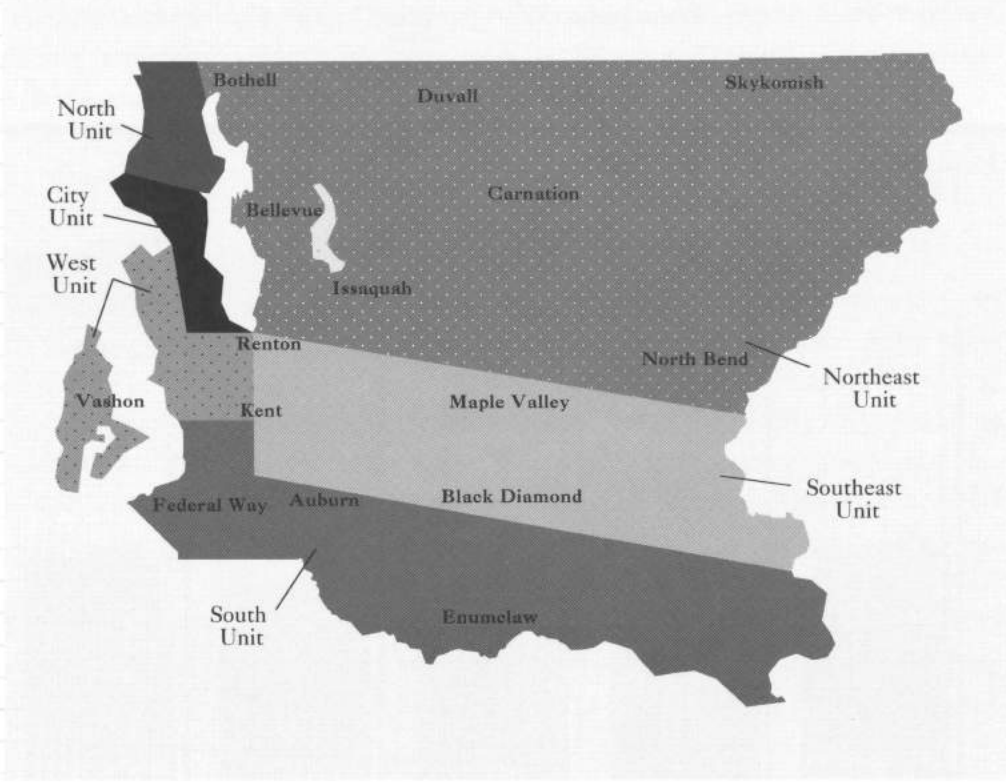 Bothell
Duvall
Skykomish
North
Unit
Carnation
City
Unit
Bellevue
West
Unit
Issaquah
Renton
North Bend
Northeast
Unit
Vashon
Kent
Maple Valley
Federal Way
Auburn
Black Diamond
Southeast
Unit
South
Unit
Enumclaw